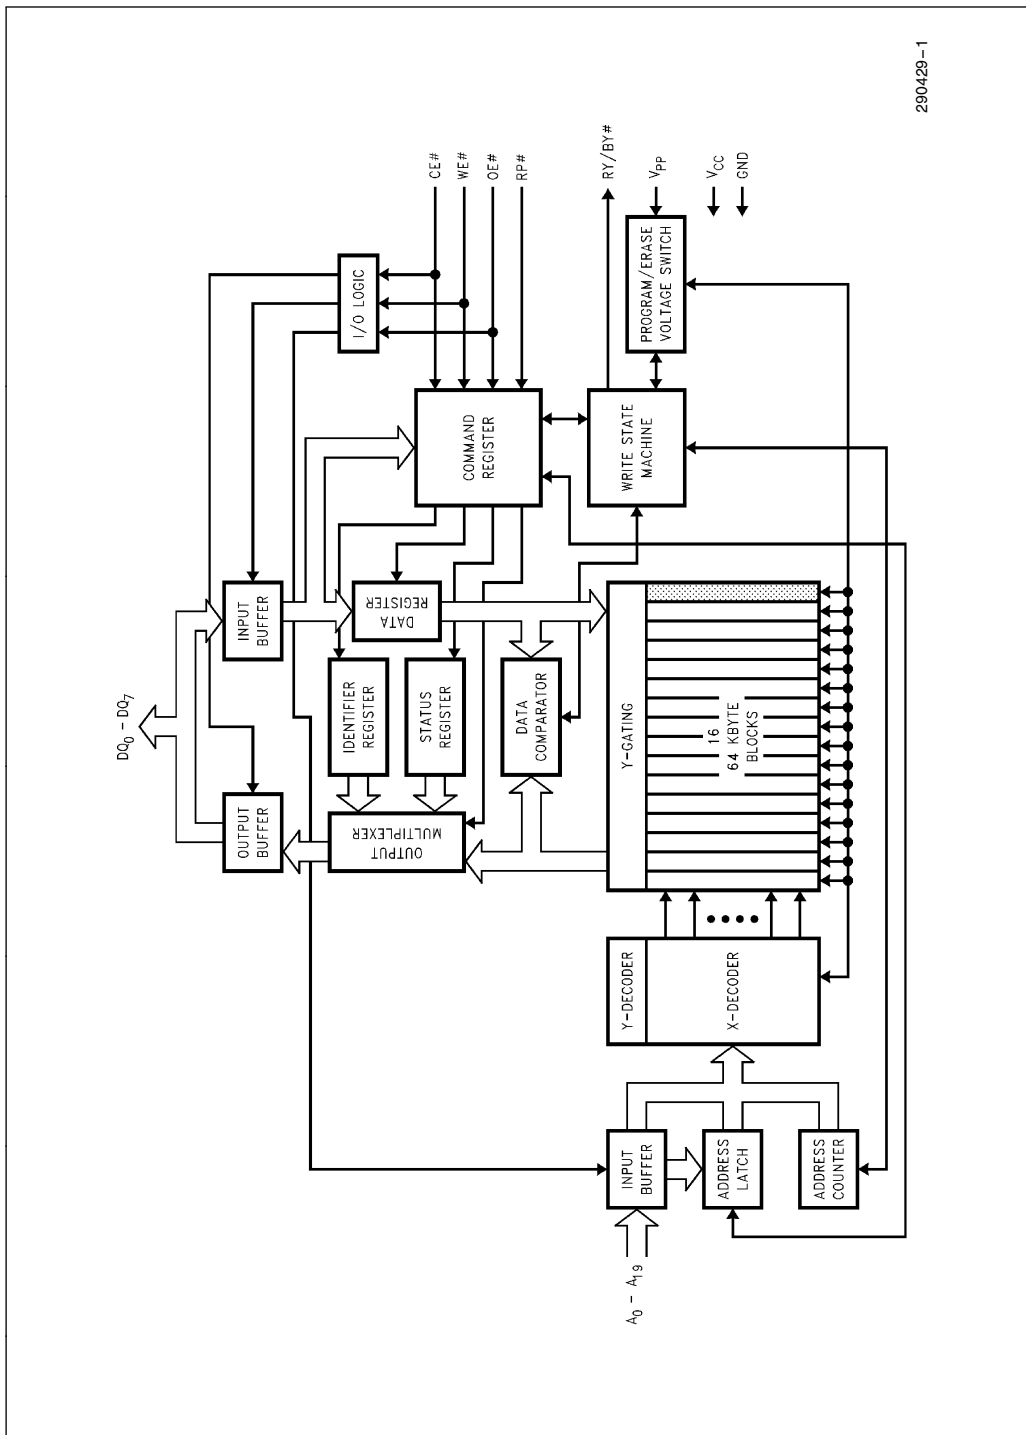 DQ0 – DQ7
OUTPUT
BUFFER
INPUT
BUFFER
I/O LOGIC
CE#
WE#
OE#
RP#
IDENTIFIER
REGISTER
STATUS
REGISTER
DATA
REGISTER
COMMAND
REGISTER
OUTPUT
MULTIPLEXER
DATA
COMPARATOR
WRITE STATE
MACHINE
RY/BY#
PROGRAM/ERASE
VOLTAGE SWITCH
VPP
VCC
GND
A0 – A19
INPUT
BUFFER
ADDRESS
LATCH
ADDRESS
COUNTER
Y-DECODER
X-DECODER
Y-GATING
16
64 KBYTE
BLOCKS
290429–1